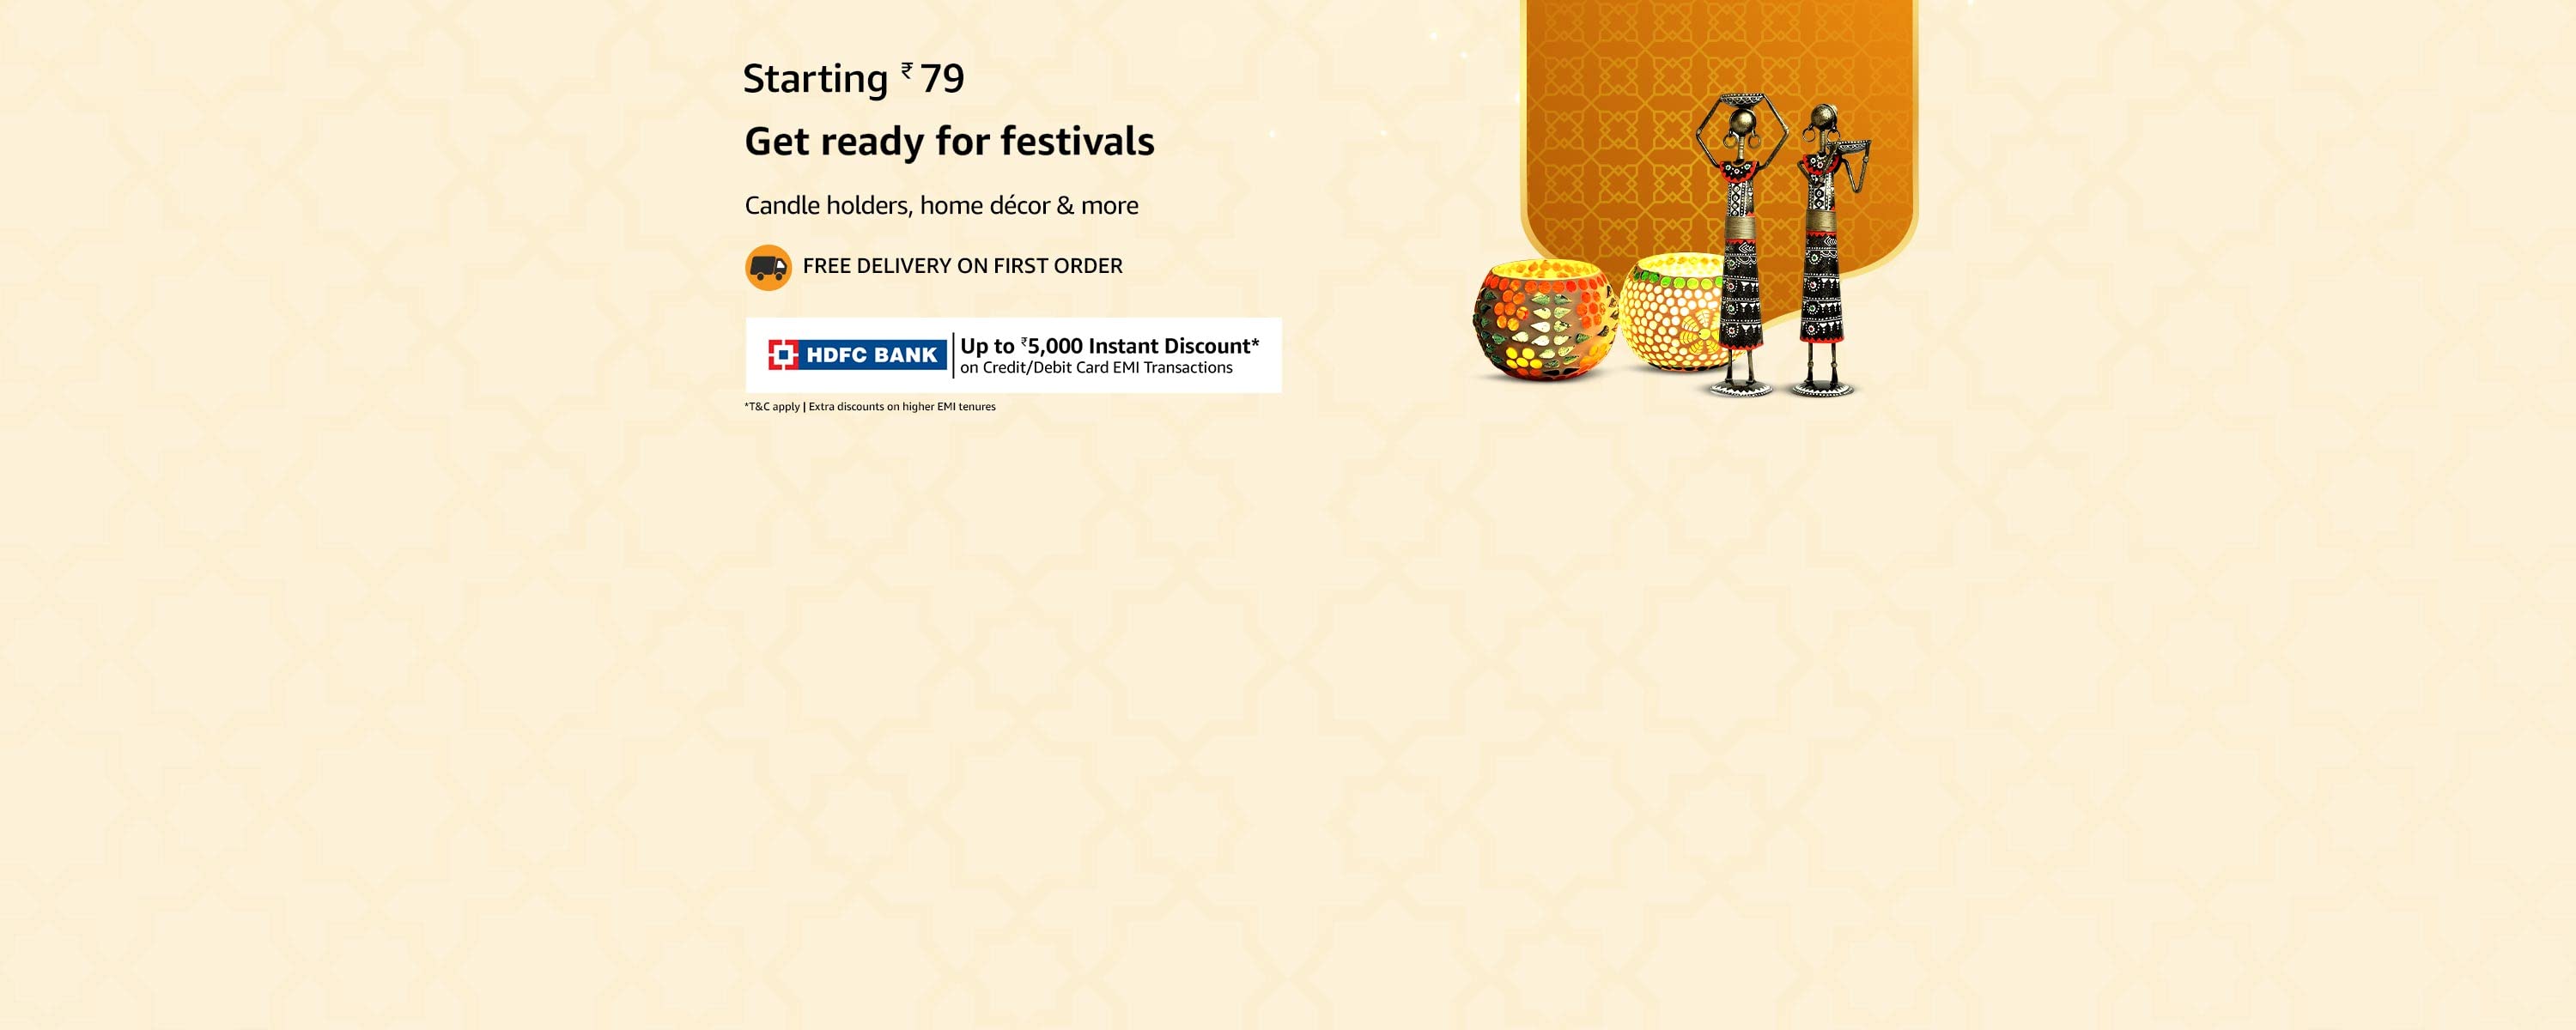 Starting ₹79
Get ready for festivals
Candle holders, home décor & more
FREE DELIVERY ON FIRST ORDER
HDFC BANK
Up to ₹5,000 Instant Discount*
on Credit/Debit Card EMI Transactions
*T&C apply | Extra discounts on higher EMI tenures